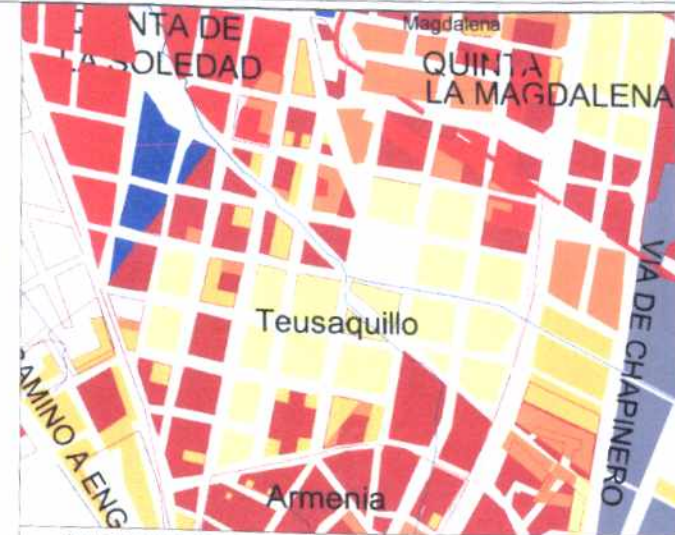 NTA DE
LA SOLEDAD
Magdalena
QUINTA
LA MAGDALENA
Teusaquillo
VIA DE CHAPINERO
CAMINO A ENG
Armenia